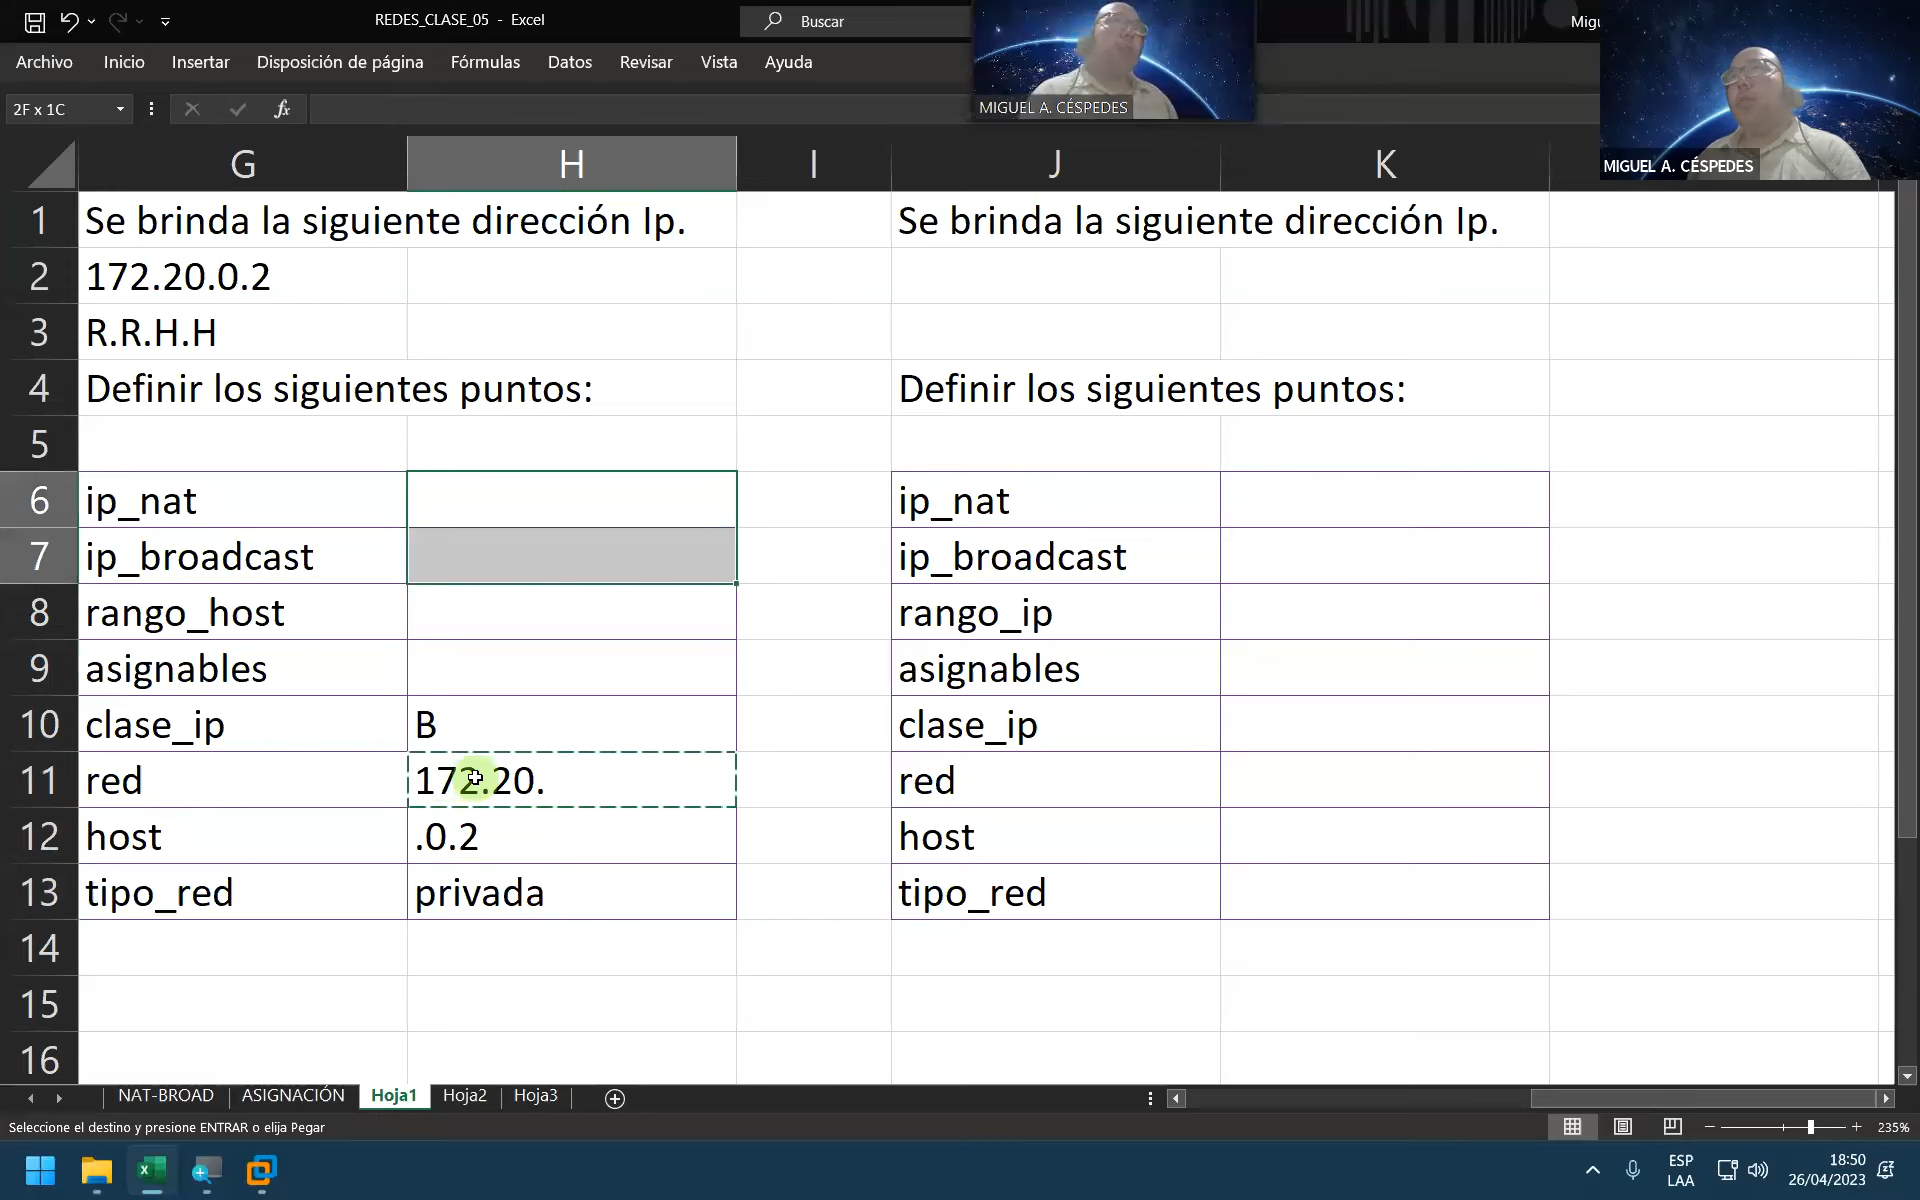 REDES_CLASE_05 - Excel
Buscar
Migu
Archivo Inicio Insertar Disposición de página Fórmulas Datos Revisar Vista Ayuda
MIGUEL A. CÉSPEDES
MIGUEL A. CÉSPEDES
2F x 1C fx
G H I J K
1 Se brinda la siguiente dirección Ip. Se brinda la siguiente dirección Ip.
2 172.20.0.2
3 R.R.H.H
4 Definir los siguientes puntos: Definir los siguientes puntos:
5
6 ip_nat ip_nat
7 ip_broadcast ip_broadcast
8 rango_host rango_ip
9 asignables asignables
10 clase_ip B clase_ip
11 red 172.20. red
12 host .0.2 host
13 tipo_red privada tipo_red
14
15
16
NAT-BROAD ASIGNACIÓN Hoja1 Hoja2 Hoja3
Seleccione el destino y presione ENTRAR o elija Pegar
235%
ESP
LAA
18:50
26/04/2023